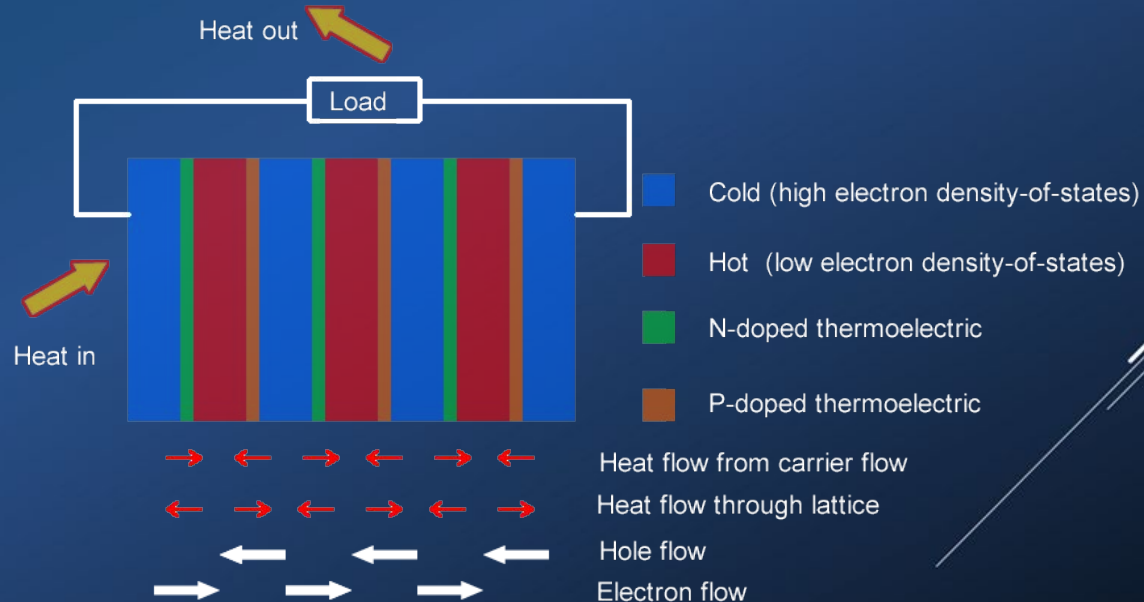 Heat out
Load
Cold (high electron density-of-states)
Hot (low electron density-of-states)
Heat in
N-doped thermoelectric
P-doped thermoelectric
Heat flow from carrier flow
Heat flow through lattice
Hole flow
Electron flow